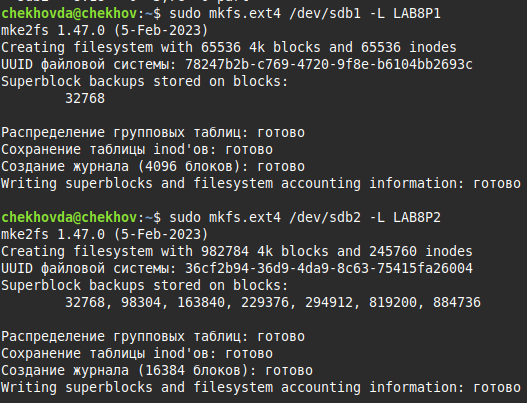 chekhovda@chekhov:~$ sudo mkfs.ext4 /dev/sdb1 -L LAB8P1
mke2fs 1.47.0 (5-Feb-2023)
Creating filesystem with 65536 4k blocks and 65536 inodes
UUID файловой системы: 78247b2b-c769-4720-9f8e-b6104bb2693c
Superblock backups stored on blocks:
        32768

Распределение групповых таблиц: готово
Сохранение таблицы inod'ов: готово
Создание журнала (4096 блоков): готово
Writing superblocks and filesystem accounting information: готово

chekhovda@chekhov:~$ sudo mkfs.ext4 /dev/sdb2 -L LAB8P2
mke2fs 1.47.0 (5-Feb-2023)
Creating filesystem with 982784 4k blocks and 245760 inodes
UUID файловой системы: 36cf2b94-36d9-4da9-8c63-75415fa26004
Superblock backups stored on blocks:
        32768, 98304, 163840, 229376, 294912, 819200, 884736

Распределение групповых таблиц: готово
Сохранение таблицы inod'ов: готово
Создание журнала (16384 блоков): готово
Writing superblocks and filesystem accounting information: готово